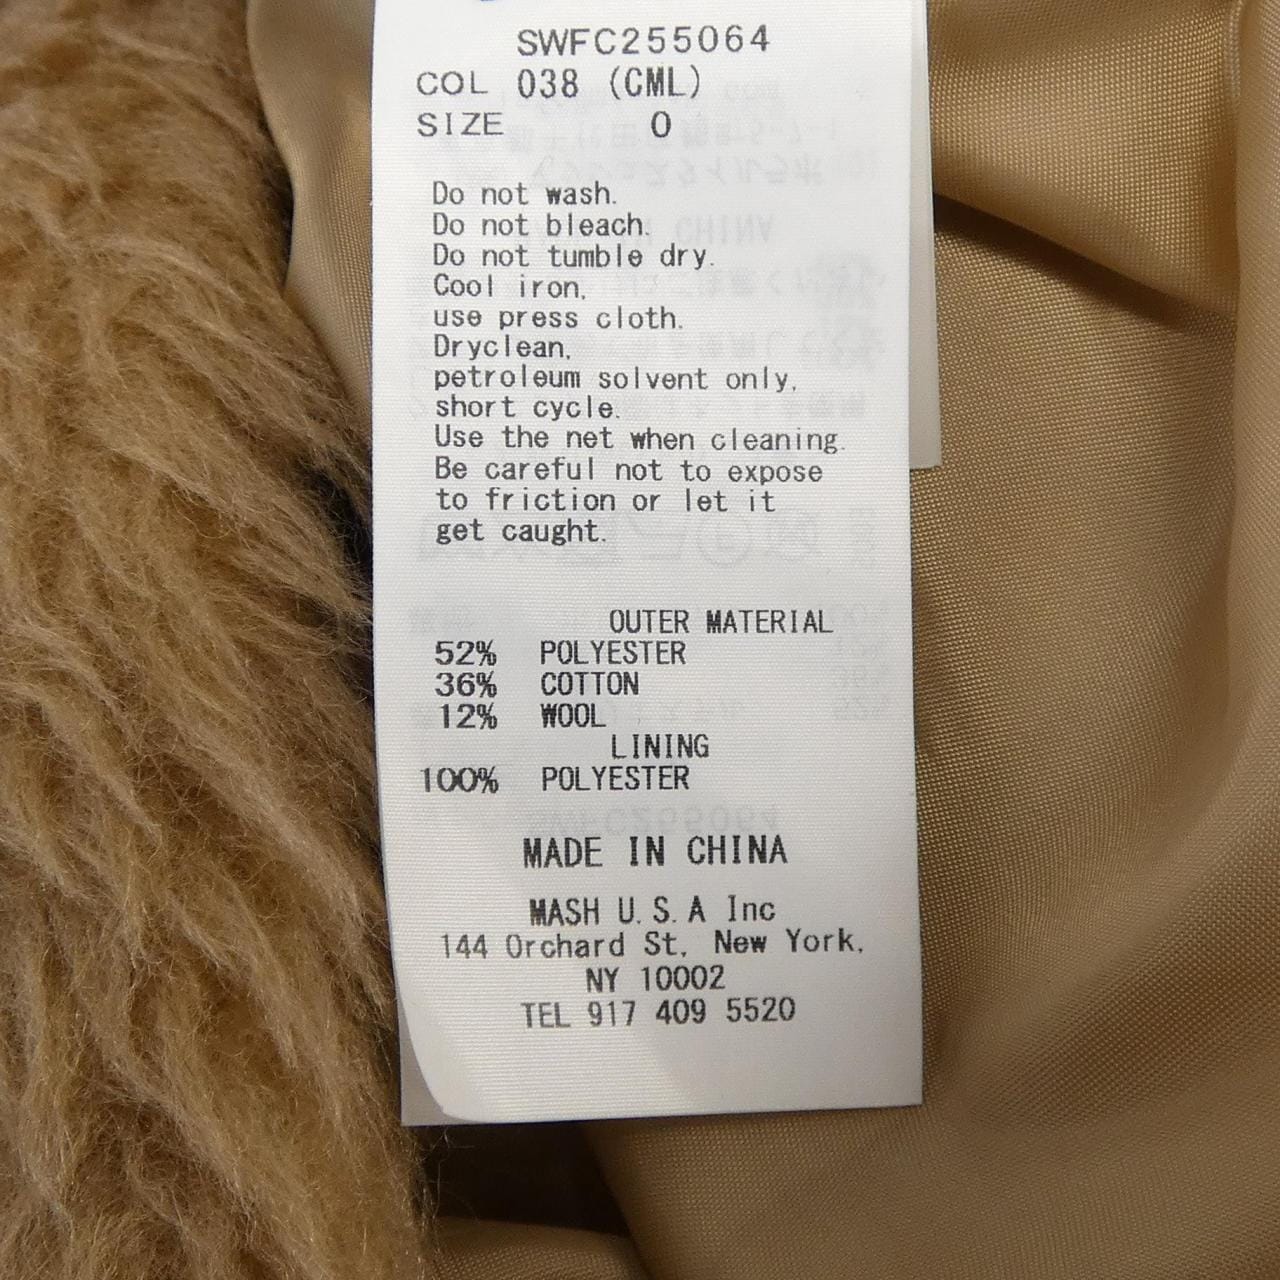 SWFC255064
COL 038 (CML)
SIZE 0
Do not wash.
Do not bleach.
Do not tumble dry.
Cool iron,
use press cloth.
Dryclean,
petroleum solvent only,
short cycle.
Use the net when cleaning.
Be careful not to expose
to friction or let it
get caught.
OUTER MATERIAL
52% POLYESTER
36% COTTON
12% WOOL
LINING
100% POLYESTER
MADE IN CHINA
MASH U.S.A Inc
144 Orchard St, New York,
NY 10002
TEL 917 409 5520